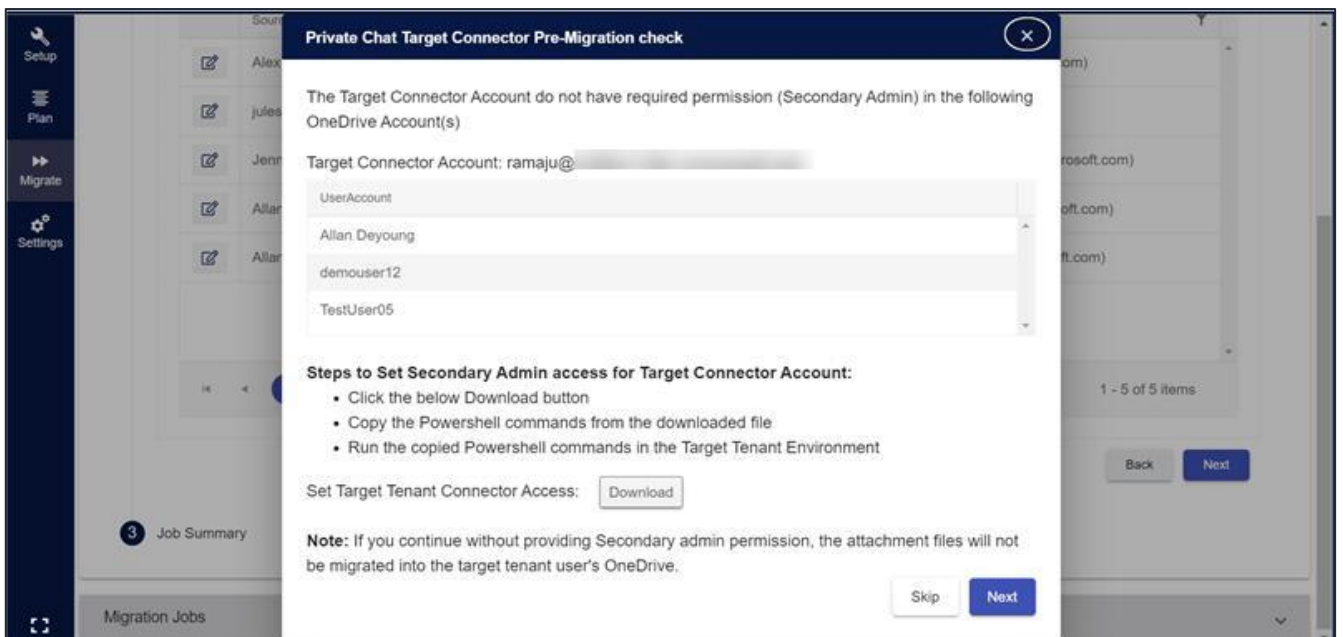 Setup
Plan
Migrate
Settings
Sour
Alex
jules
Jenn
Allan
Allan
Private Chat Target Connector Pre-Migration check
The Target Connector Account do not have required permission (Secondary Admin) in the following
OneDrive Account(s)
Target Connector Account: ramaju@
UserAccount
Allan Deyoung
demouser12
TestUser05
Steps to Set Secondary Admin access for Target Connector Account:
• Click the below Download button
• Copy the Powershell commands from the downloaded file
• Run the copied Powershell commands in the Target Tenant Environment
Set Target Tenant Connector Access: Download
Note: If you continue without providing Secondary admin permission, the attachment files will not
be migrated into the target tenant user's OneDrive.
Skip Next
om)
rosoft.com)
oft.com)
ft.com)
1 - 5 of 5 items
Back Next
3 Job Summary
Migration Jobs